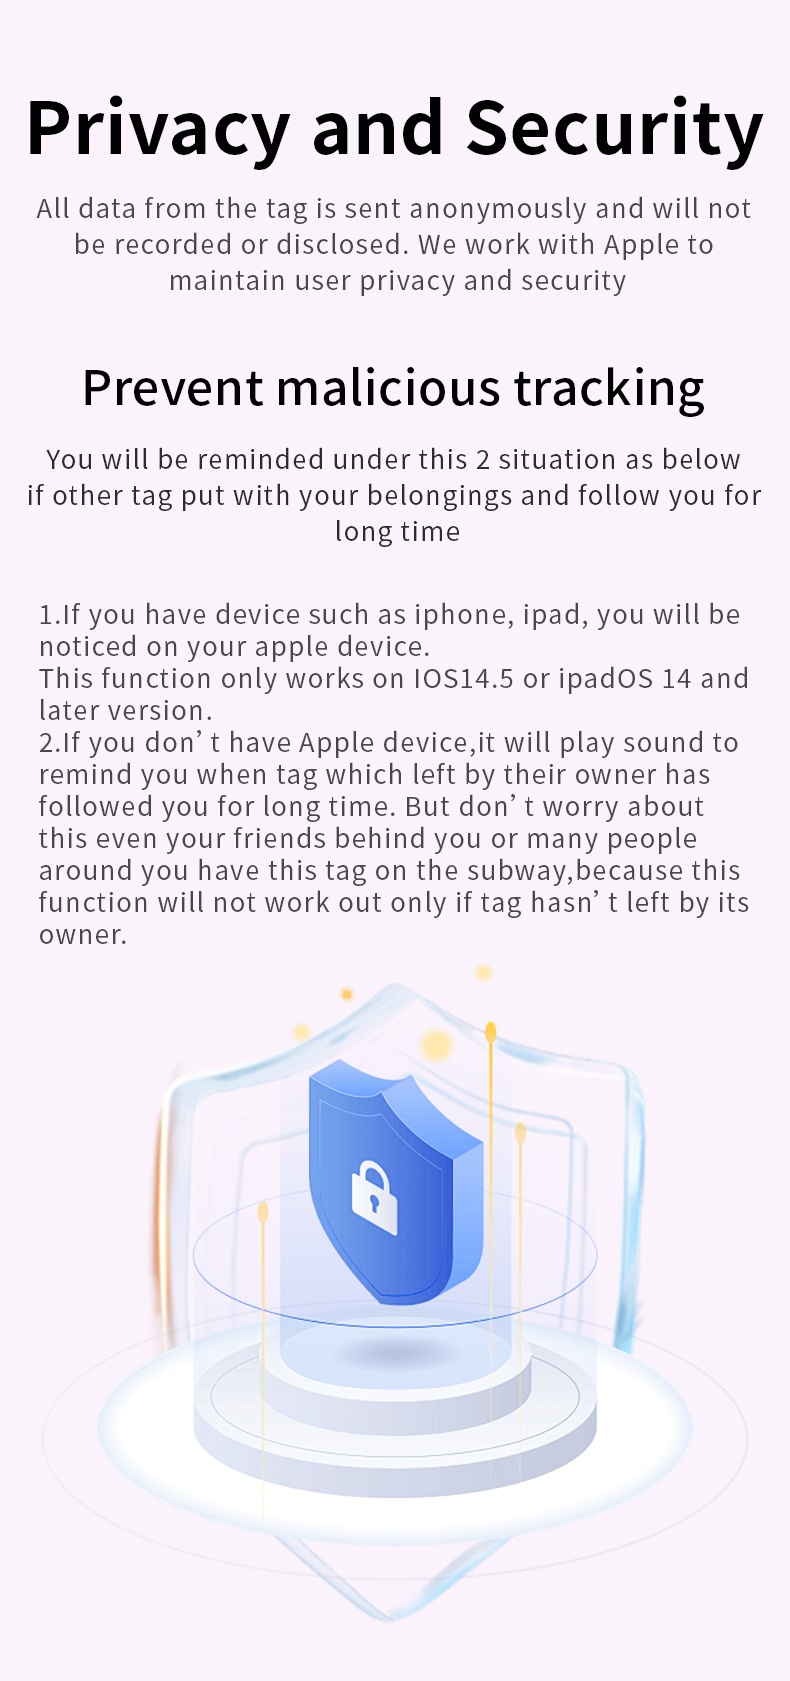 Privacy and Security
All data from the tag is sent anonymously and will not
be recorded or disclosed. We work with Apple to
maintain user privacy and security
Prevent malicious tracking
You will be reminded under this 2 situation as below
if other tag put with your belongings and follow you for
long time
1.If you have device such as iphone, ipad, you will be
noticed on your apple device.
This function only works on IOS14.5 or ipadOS 14 and
later version.
2.If you don’t have Apple device,it will play sound to
remind you when tag which left by their owner has
followed you for long time. But don’t worry about
this even your friends behind you or many people
around you have this tag on the subway,because this
function will not work out only if tag hasn’t left by its
owner.